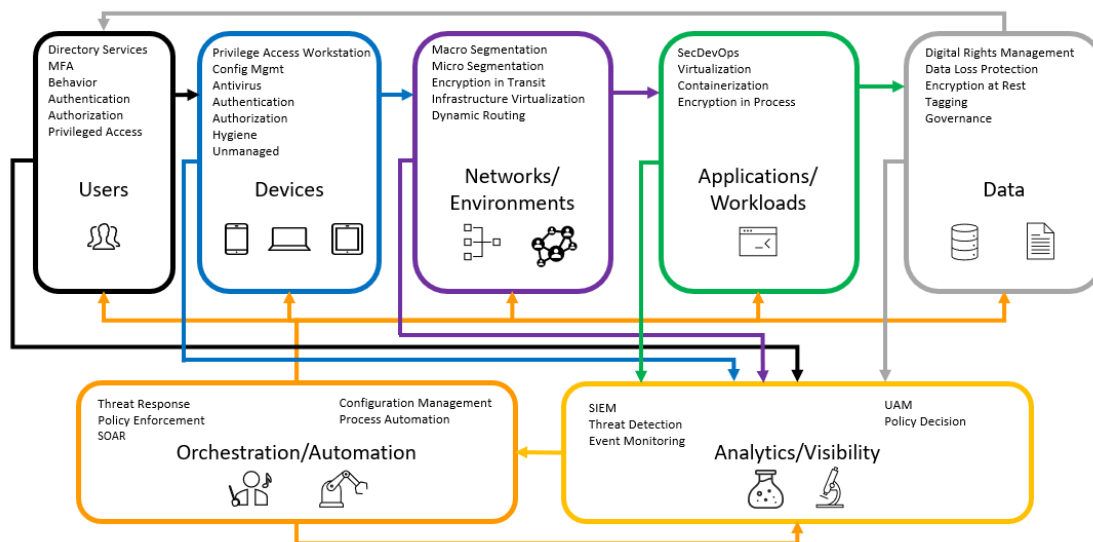 Directory Services
MFA
Behavior
Authentication
Authorization
Privileged Access
Users
Privilege Access Workstation
Config Mgmt
Antivirus
Authentication
Authorization
Hygiene
Unmanaged
Devices
Macro Segmentation
Micro Segmentation
Encryption in Transit
Infrastructure Virtualization
Dynamic Routing
Networks/
Environments
SecDevOps
Virtualization
Containerization
Encryption in Process
Applications/
Workloads
Digital Rights Management
Data Loss Protection
Encryption at Rest
Tagging
Governance
Data
Threat Response
Policy Enforcement
SOAR
Configuration Management
Process Automation
Orchestration/Automation
SIEM
Threat Detection
Event Monitoring
UAM
Policy Decision
Analytics/Visibility